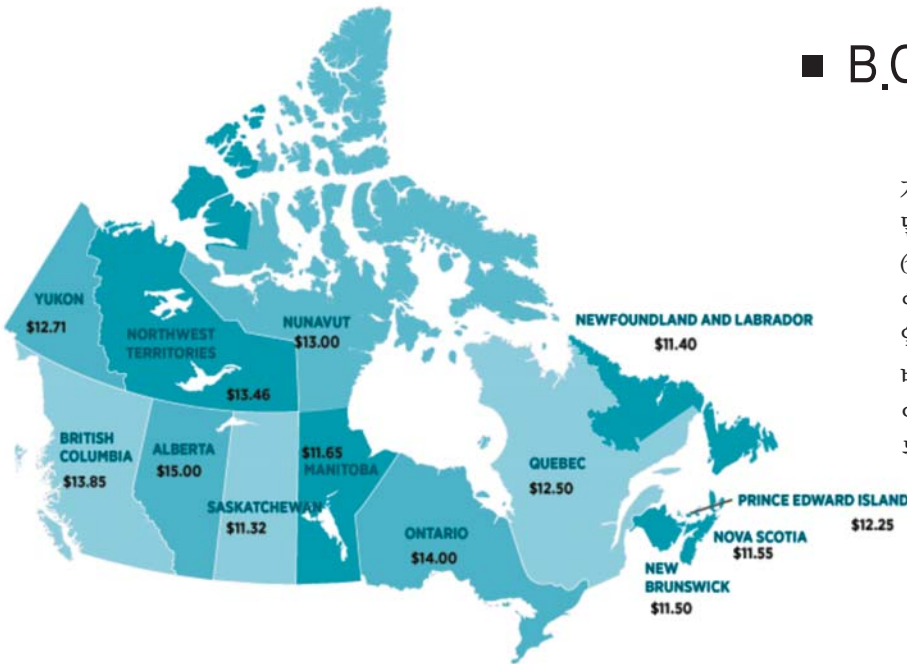 ■ B.C
YUKON
$12.71
NORTHWEST
TERRITORIES
$13.46
NUNAVUT
$13.00
NEWFOUNDLAND AND LABRADOR
$11.40
BRITISH
COLUMBIA
$13.85
ALBERTA
$15.00
SASKATCHEWAN
$11.32
$11.65
MANITOBA
ONTARIO
$14.00
QUEBEC
$12.50
PRINCE EDWARD ISLAND
$12.25
NOVA SCOTIA
$11.55
NEW
BRUNSWICK
$11.50